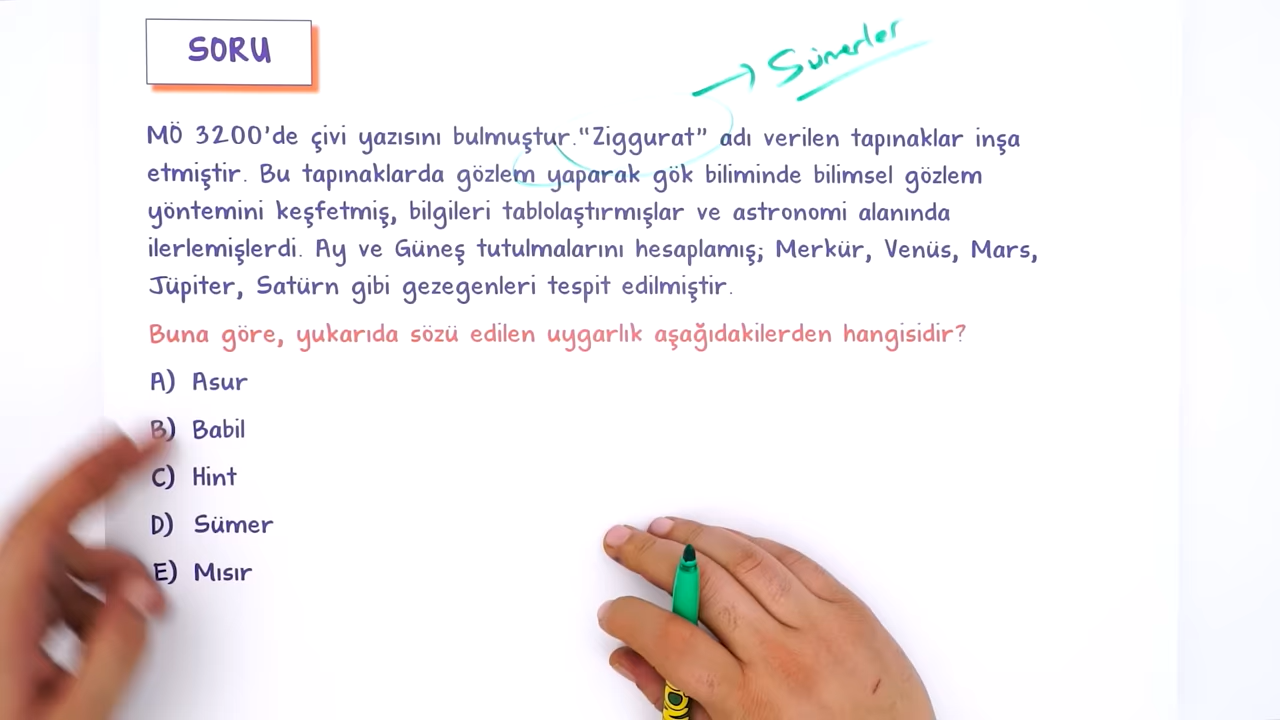 SORU
Sümerler
MÖ 3200'de çivi yazısını bulmuştur.“Ziggurat” adı verilen tapınaklar inşa
etmiştir. Bu tapınaklarda gözlem yaparak gök biliminde bilimsel gözlem
yöntemini keşfetmiş, bilgileri tablolaştırmışlar ve astronomi alanında
ilerlemişlerdi. Ay ve Güneş tutulmalarını hesaplamış; Merkür, Venüs, Mars,
Jüpiter, Satürn gibi gezegenleri tespit edilmiştir.
Buna göre, yukarıda sözü edilen uygarlık aşağıdakilerden hangisidir?
A) Asur
B) Babil
C) Hint
D) Sümer
E) Mısır